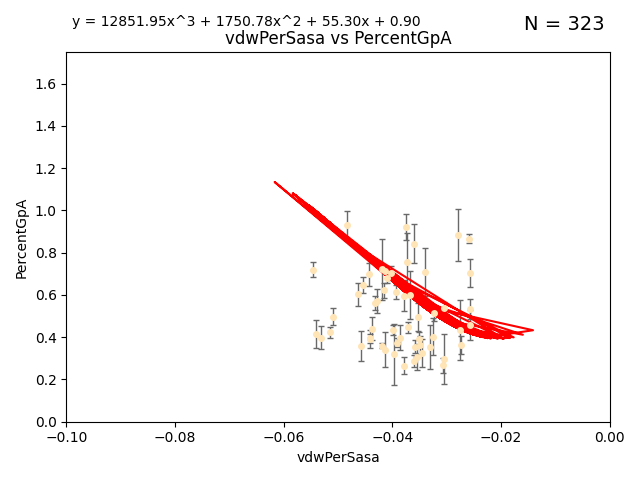 y = 12851.95x^3 + 1750.78x^2 + 55.30x + 0.90
N = 323
vdwPerSasa vs PercentGpA
PercentGpA
1.6
1.4
1.2
1.0
0.8
0.6
0.4
0.2
0.0
−0.10 −0.08 −0.06 −0.04 −0.02 0.00
vdwPerSasa